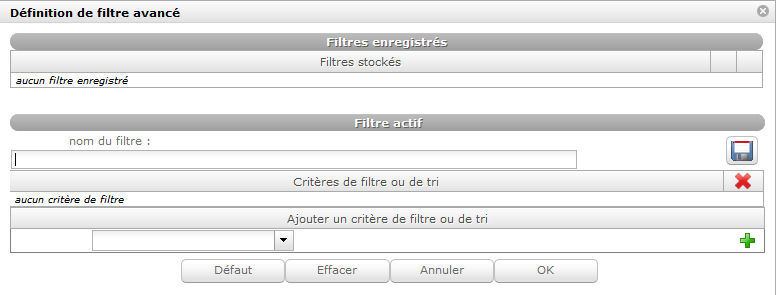 Définition de filtre avancé
Filtres enregistrés
Filtres stockés
aucun filtre enregistré
Filtre actif
nom du filtre :
Critères de filtre ou de tri
aucun critère de filtre
Ajouter un critère de filtre ou de tri
Défaut Effacer Annuler OK